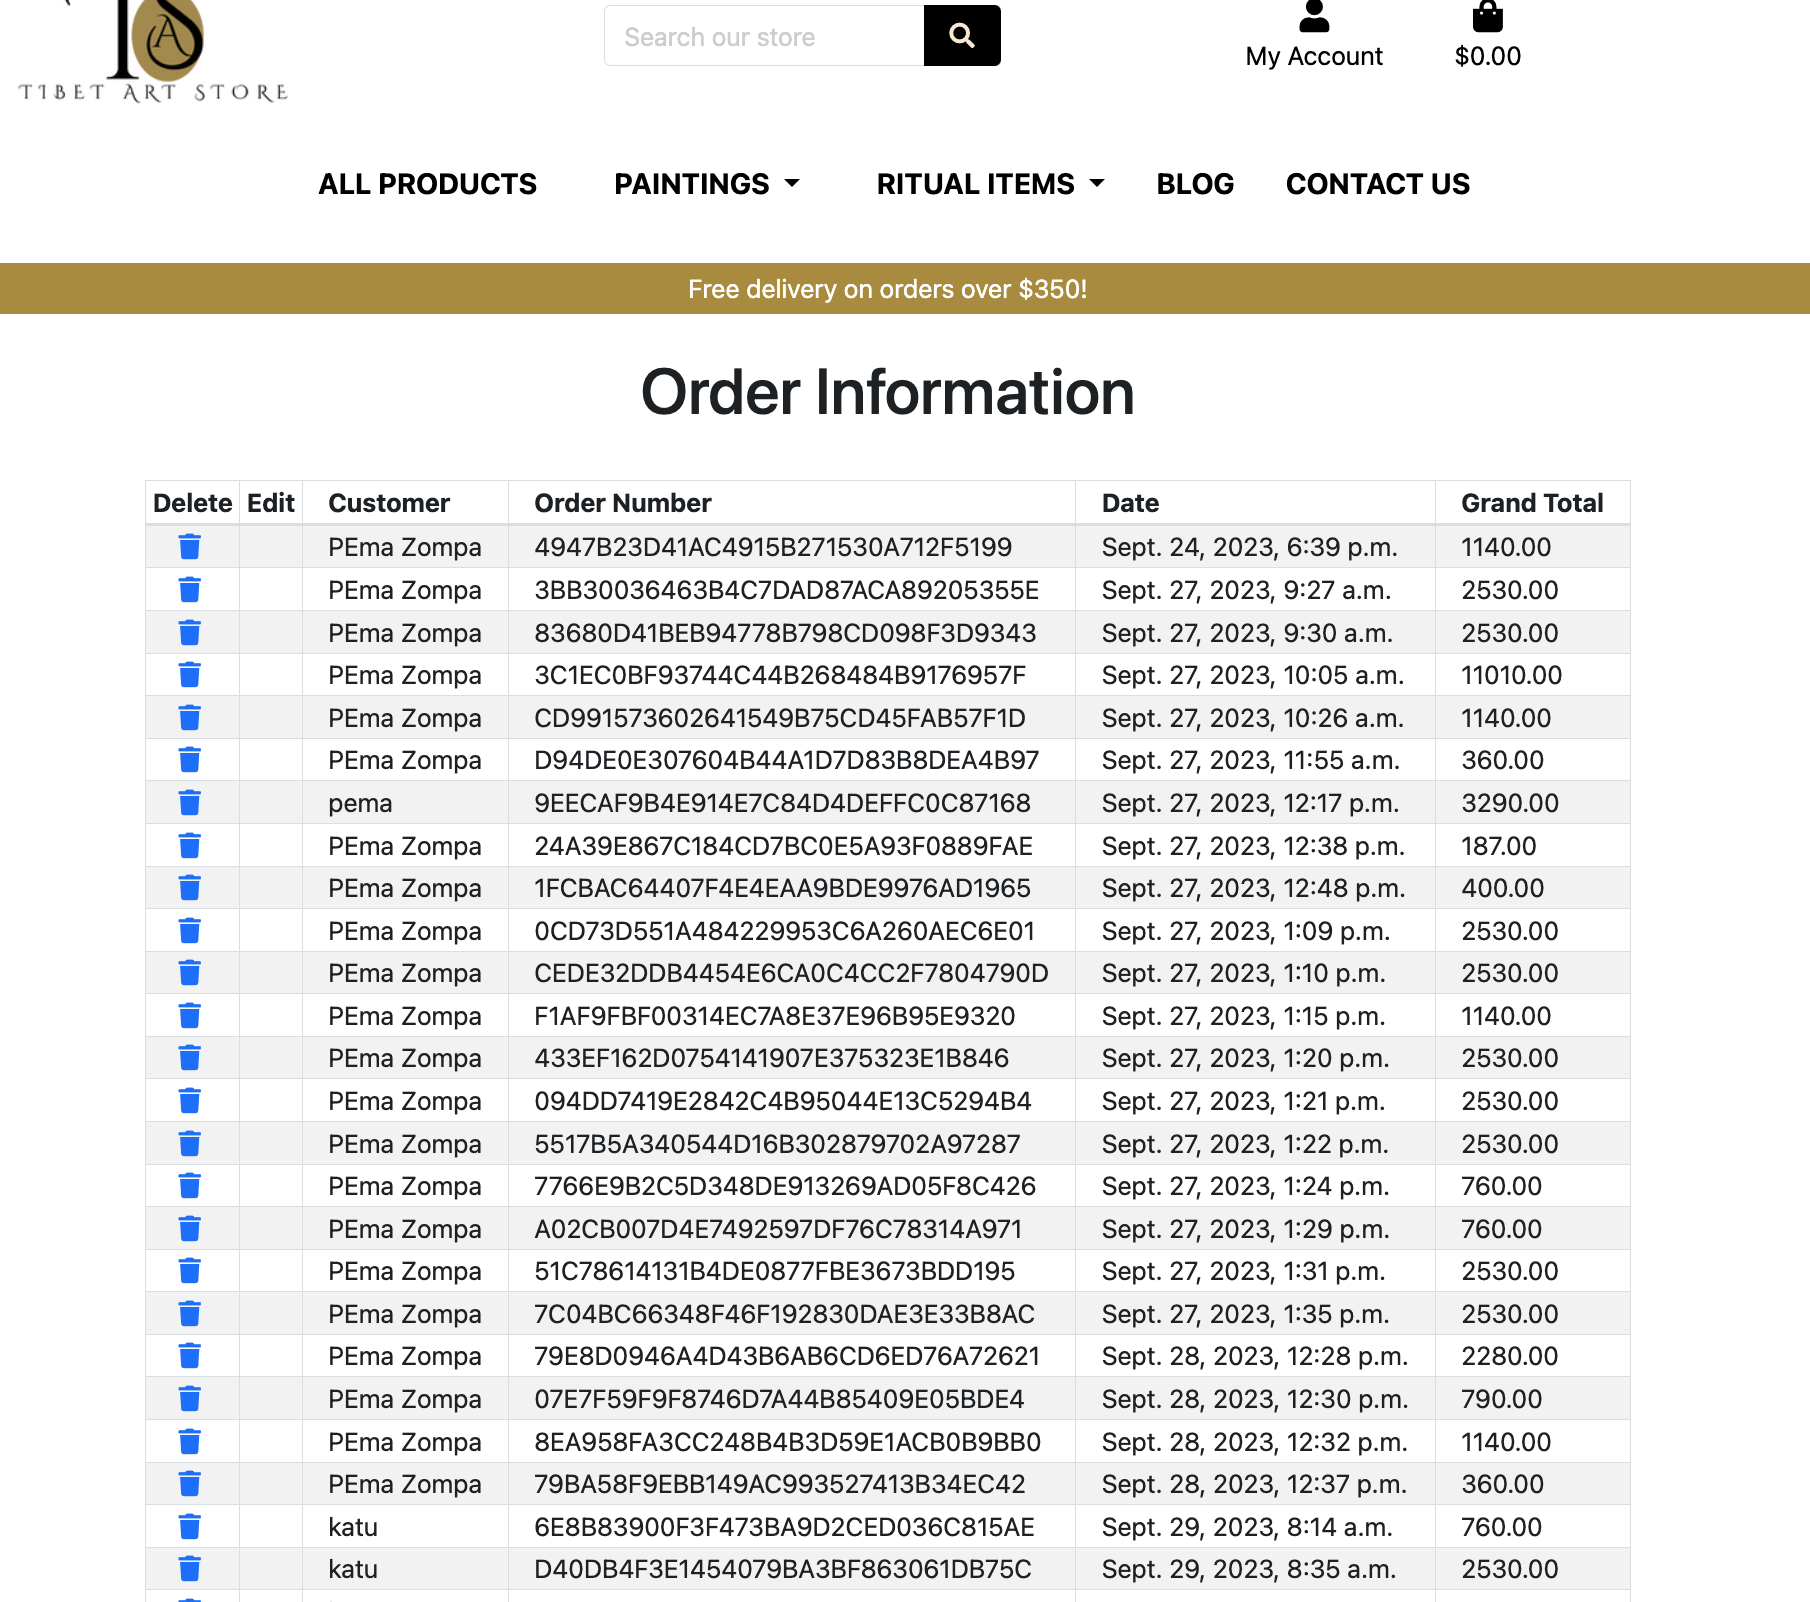 TAS
TIBET ART STORE
Search our store
My Account
$0.00
ALL PRODUCTS PAINTINGS RITUAL ITEMS BLOG CONTACT US
Free delivery on orders over $350!
Order Information
Delete Edit Customer Order Number Date Grand Total
PEma Zompa 4947B23D41AC4915B271530A712F5199 Sept. 24, 2023, 6:39 p.m. 1140.00
PEma Zompa 3BB30036463B4C7DAD87ACA89205355E Sept. 27, 2023, 9:27 a.m. 2530.00
PEma Zompa 83680D41BEB94778B798CD098F3D9343 Sept. 27, 2023, 9:30 a.m. 2530.00
PEma Zompa 3C1EC0BF93744C44B268484B9176957F Sept. 27, 2023, 10:05 a.m. 11010.00
PEma Zompa CD991573602641549B75CD45FAB57F1D Sept. 27, 2023, 10:26 a.m. 1140.00
PEma Zompa D94DE0E307604B44A1D7D83B8DEA4B97 Sept. 27, 2023, 11:55 a.m. 360.00
pema 9EECAF9B4E914E7C84D4DEFFC0C87168 Sept. 27, 2023, 12:17 p.m. 3290.00
PEma Zompa 24A39E867C184CD7BC0E5A93F0889FAE Sept. 27, 2023, 12:38 p.m. 187.00
PEma Zompa 1FCBAC64407F4E4EAA9BDE9976AD1965 Sept. 27, 2023, 12:48 p.m. 400.00
PEma Zompa 0CD73D551A484229953C6A260AEC6E01 Sept. 27, 2023, 1:09 p.m. 2530.00
PEma Zompa CEDE32DDB4454E6CA0C4CC2F7804790D Sept. 27, 2023, 1:10 p.m. 2530.00
PEma Zompa F1AF9FBF00314EC7A8E37E96B95E9320 Sept. 27, 2023, 1:15 p.m. 1140.00
PEma Zompa 433EF162D0754141907E375323E1B846 Sept. 27, 2023, 1:20 p.m. 2530.00
PEma Zompa 094DD7419E2842C4B95044E13C5294B4 Sept. 27, 2023, 1:21 p.m. 2530.00
PEma Zompa 5517B5A340544D16B302879702A97287 Sept. 27, 2023, 1:22 p.m. 2530.00
PEma Zompa 7766E9B2C5D348DE913269AD05F8C426 Sept. 27, 2023, 1:24 p.m. 760.00
PEma Zompa A02CB007D4E7492597DF76C78314A971 Sept. 27, 2023, 1:29 p.m. 760.00
PEma Zompa 51C78614131B4DE0877FBE3673BDD195 Sept. 27, 2023, 1:31 p.m. 2530.00
PEma Zompa 7C04BC66348F46F192830DAE3E33B8AC Sept. 27, 2023, 1:35 p.m. 2530.00
PEma Zompa 79E8D0946A4D43B6AB6CD6ED76A72621 Sept. 28, 2023, 12:28 p.m. 2280.00
PEma Zompa 07E7F59F9F8746D7A44B85409E05BDE4 Sept. 28, 2023, 12:30 p.m. 790.00
PEma Zompa 8EA958FA3CC248B4B3D59E1ACB0B9BB0 Sept. 28, 2023, 12:32 p.m. 1140.00
PEma Zompa 79BA58F9EBB149AC993527413B34EC42 Sept. 28, 2023, 12:37 p.m. 360.00
katu 6E8B83900F3F473BA9D2CED036C815AE Sept. 29, 2023, 8:14 a.m. 760.00
katu D40DB4F3E1454079BA3BF863061DB75C Sept. 29, 2023, 8:35 a.m. 2530.00